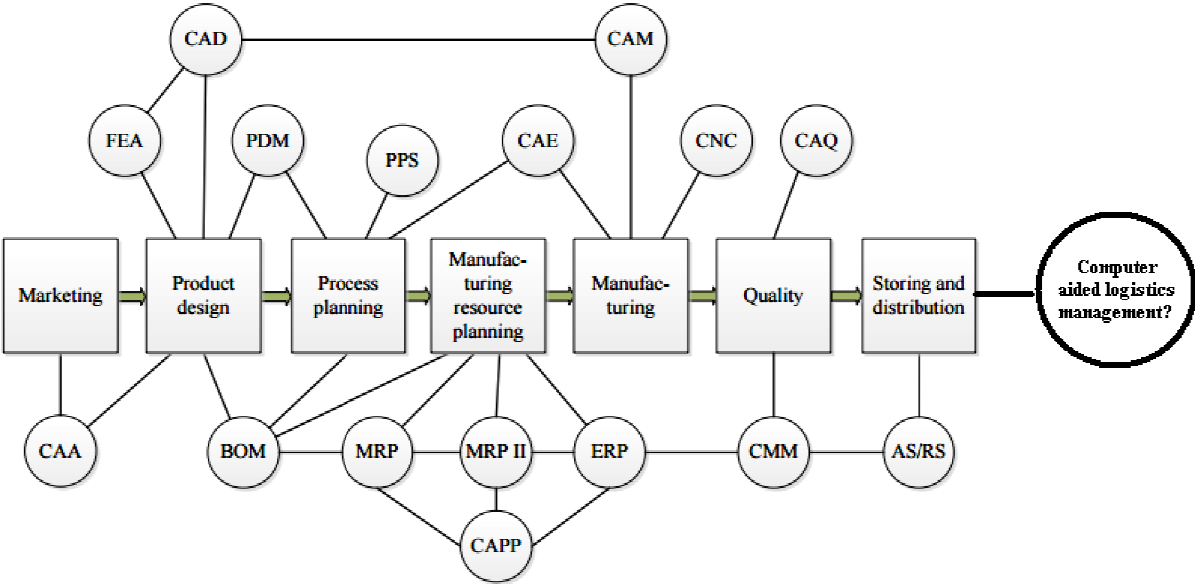 CAD
CAM
FEA
PDM
PPS
CAE
CNC
CAQ
Marketing
Product
design
Process
planning
Manufac-
turing
resource
planning
Manufac-
turing
Quality
Storing and
distribution
Computer
aided logistics
management?
CAA
BOM
MRP
MRP II
ERP
CMM
AS/RS
CAPP